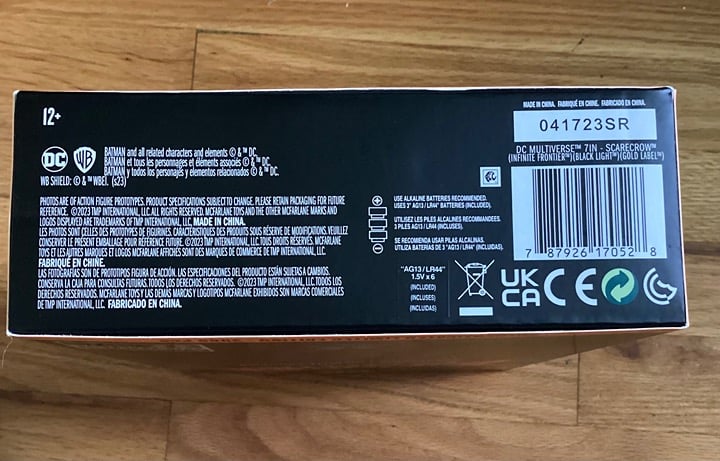 12+
DC
WB
BATMAN and all related characters and elements © & ™ DC.
BATMAN et tous les personnages et éléments associés © & ™ DC.
BATMAN y todos los personajes y elementos relacionados © & ™ DC.
WB SHIELD: © & ™ WBEI. (s23)
PHOTOS ARE OF ACTION FIGURE PROTOTYPES. PRODUCT SPECIFICATIONS SUBJECT TO CHANGE. PLEASE RETAIN PACKAGING FOR FUTURE
REFERENCE. ©2023 TMP INTERNATIONAL, LLC. ALL RIGHTS RESERVED. MCFARLANE TOYS AND THE OTHER MCFARLANE MARKS AND
LOGOS DISPLAYED ARE TRADEMARKS OF TMP INTERNATIONAL, LLC. MADE IN CHINA.
LES PHOTOS SONT CELLES DES PROTOTYPES DE FIGURINES. CARACTÉRISTIQUES DES PRODUITS SOUS RÉSERVE DE MODIFICATIONS. VEUILLEZ
CONSERVER LE PRÉSENT EMBALLAGE POUR RÉFÉRENCE FUTURE. ©2023 TMP INTERNATIONAL, LLC. TOUS DROITS RÉSERVÉS. MCFARLANE
TOYS ET LES AUTRES MARQUES ET LOGOS MCFARLANE AFFICHÉS SONT DES MARQUES DE COMMERCE DE TMP INTERNATIONAL, LLC.
FABRIQUÉ EN CHINE.
LAS FOTOGRAFÍAS SON DE PROTOTIPOS DE FIGURA DE ACCIÓN. LAS ESPECIFICACIONES DEL PRODUCTO ESTÁN SUJETAS A CAMBIOS.
CONSERVA LA CAJA PARA CONSULTAS FUTURAS. TODOS LOS DERECHOS RESERVADOS. ©2023 TMP INTERNATIONAL, LLC. TODOS LOS
DERECHOS RESERVADOS. MCFARLANE TOY Y LAS DEMÁS MARCAS Y LOGOTIPOS MCFARLANE EXHIBIDOS SON MARCAS COMERCIALES
DE TMP INTERNATIONAL, LLC. FABRICADO EN CHINA.
USE ALKALINE BATTERIES RECOMMENDED.
USES 3" AG13 / LR44" BATTERIES (INCLUDED).
UTILISEZ LES PILES ALCALINES RECOMMANDÉES.
3 PILES AG13 / LR44 (INCLUSES).
SE RECOMIENDA USAR PILAS ALCALINAS.
UTILIZA BATERÍAS DE 3 "AG13 / LR44" (INCLUIDAS).
"AG13 / LR44"
1.5V x 6
(INCLUDED)
(INCLUSES)
(INCLUIDAS)
MADE IN CHINA. FABRIQUÉ EN CHINE. FABRICADO EN CHINA.
041723SR
DC MULTIVERSE™ 7IN - SCARECROW™
(INFINITE FRONTIER™)(BLACK LIGHT™)(GOLD LABEL™)
7 87926 17052 8
UK
CA CE